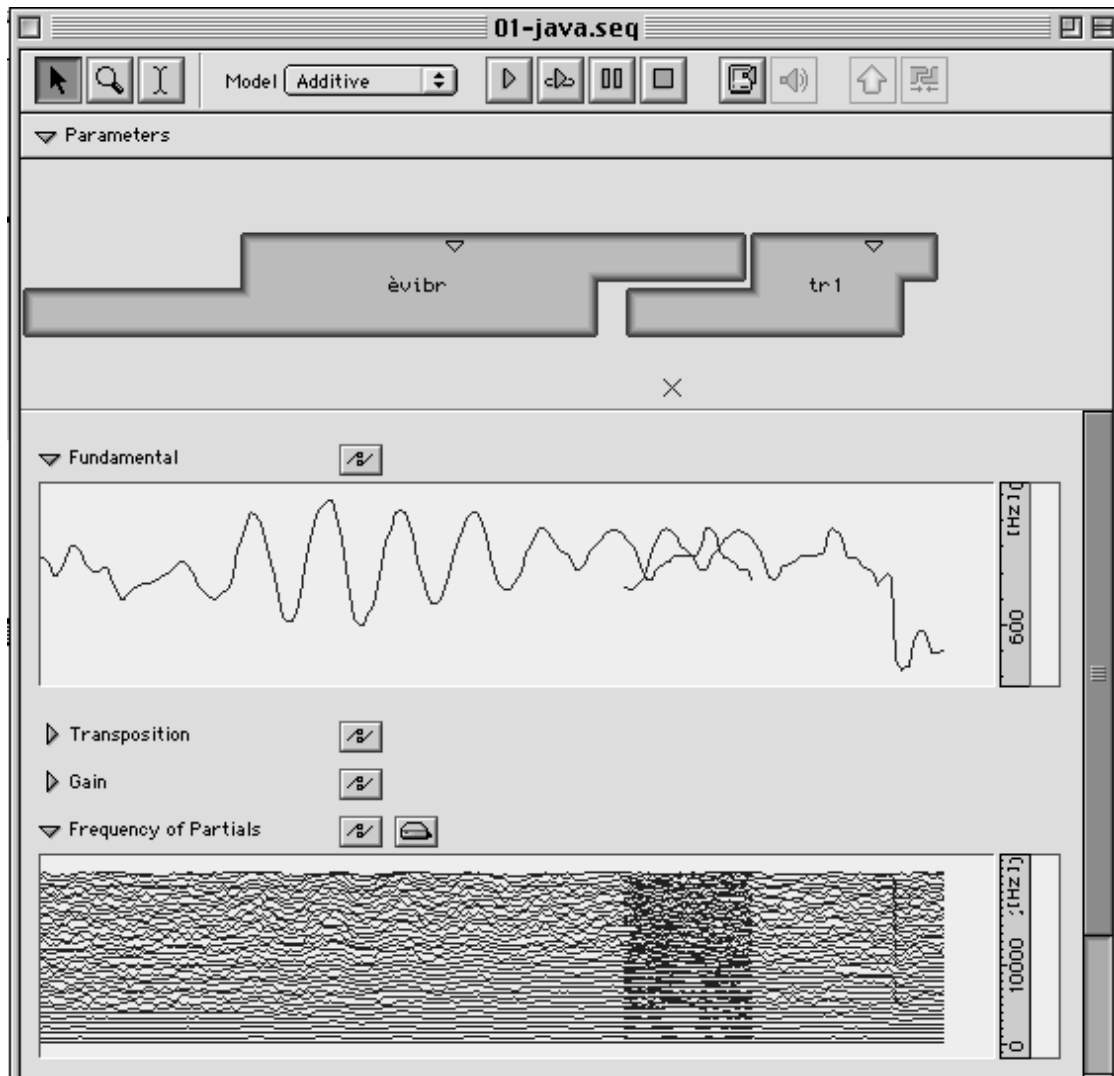 01-java.seq
Model Additive
Parameters
èvibr
tr1
Fundamental
[Hz]
600
Transposition
Gain
Frequency of Partials
[Hz]
10000
0